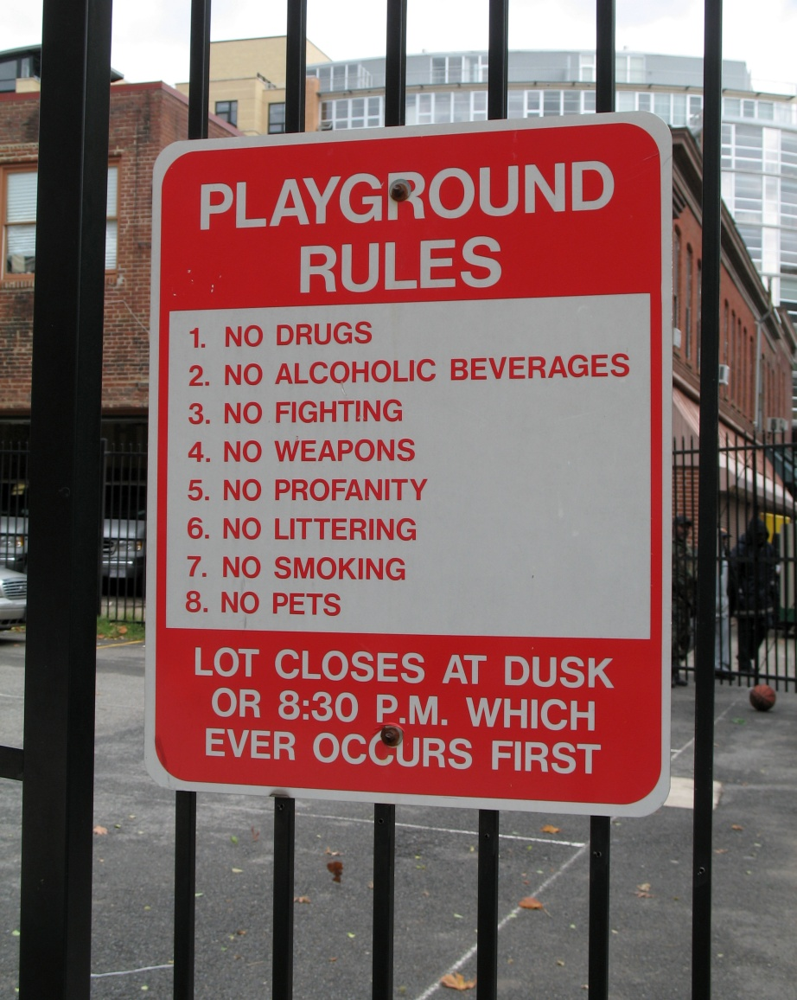 PLAYGROUND
RULES
1. NO DRUGS
2. NO ALCOHOLIC BEVERAGES
3. NO FIGHTING
4. NO WEAPONS
5. NO PROFANITY
6. NO LITTERING
7. NO SMOKING
8. NO PETS
LOT CLOSES AT DUSK
OR 8:30 P.M. WHICH
EVER OCCURS FIRST